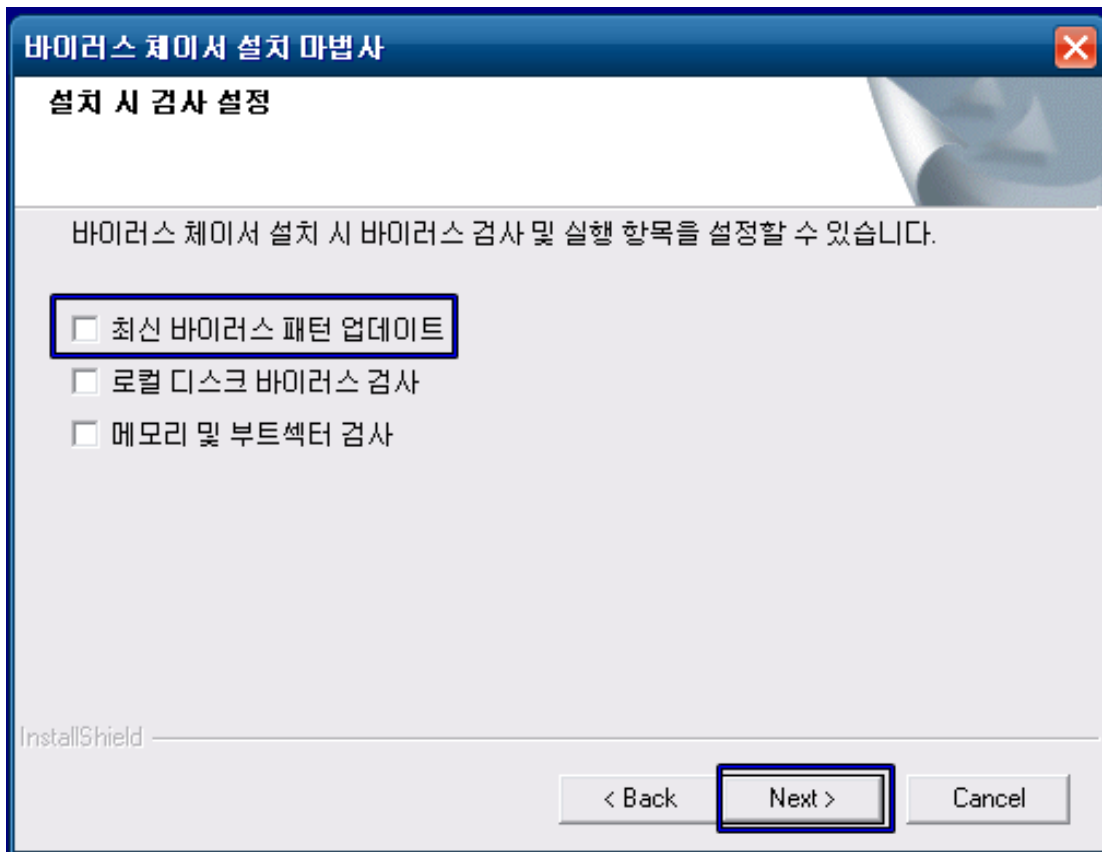 바이러스 체이서 설치 마법사
설치 시 검사 설정
바이러스 체이서 설치 시 바이러스 검사 및 실행 항목을 설정할 수 있습니다.
최신 바이러스 패턴 업데이트
로컬 디스크 바이러스 검사
메모리 및 부트섹터 검사
InstallShield
< Back Next > Cancel